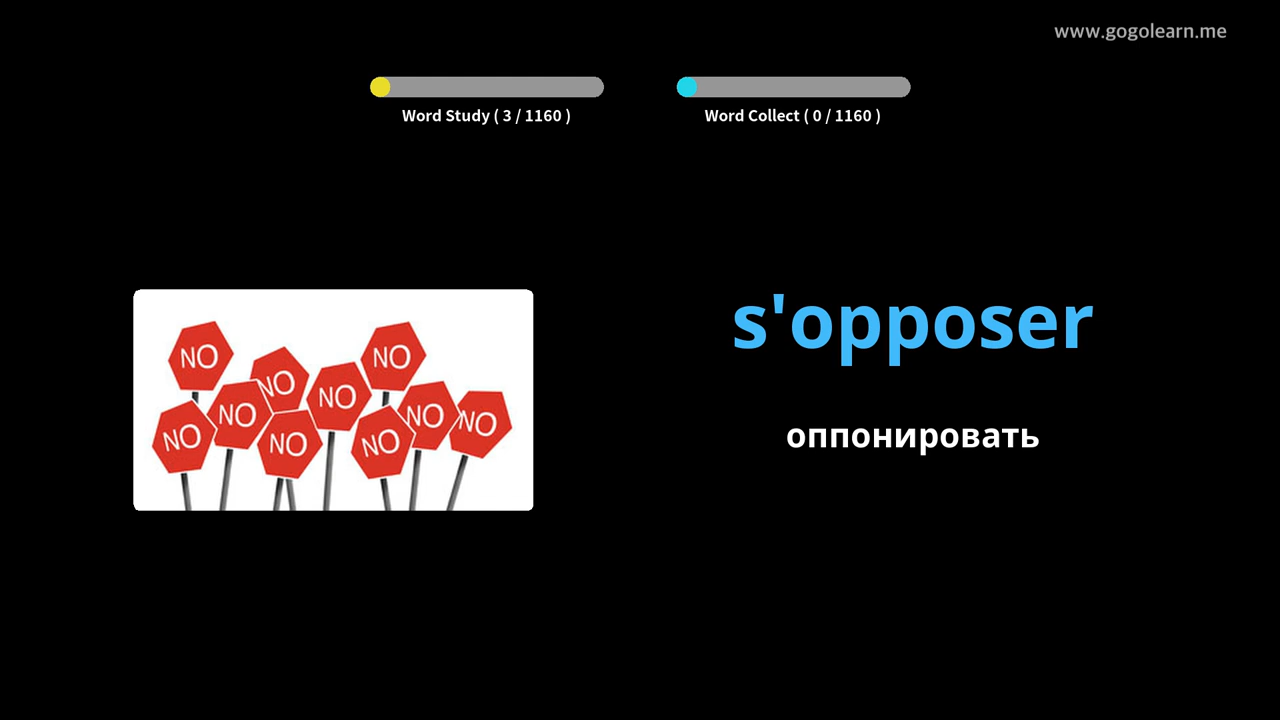 www.gogolearn.me
Word Study ( 3 / 1160 )
Word Collect ( 0 / 1160 )
s'opposer
оппонировать
NO
NO
NO
NO
NO
NO
NO
NO
NO
NO